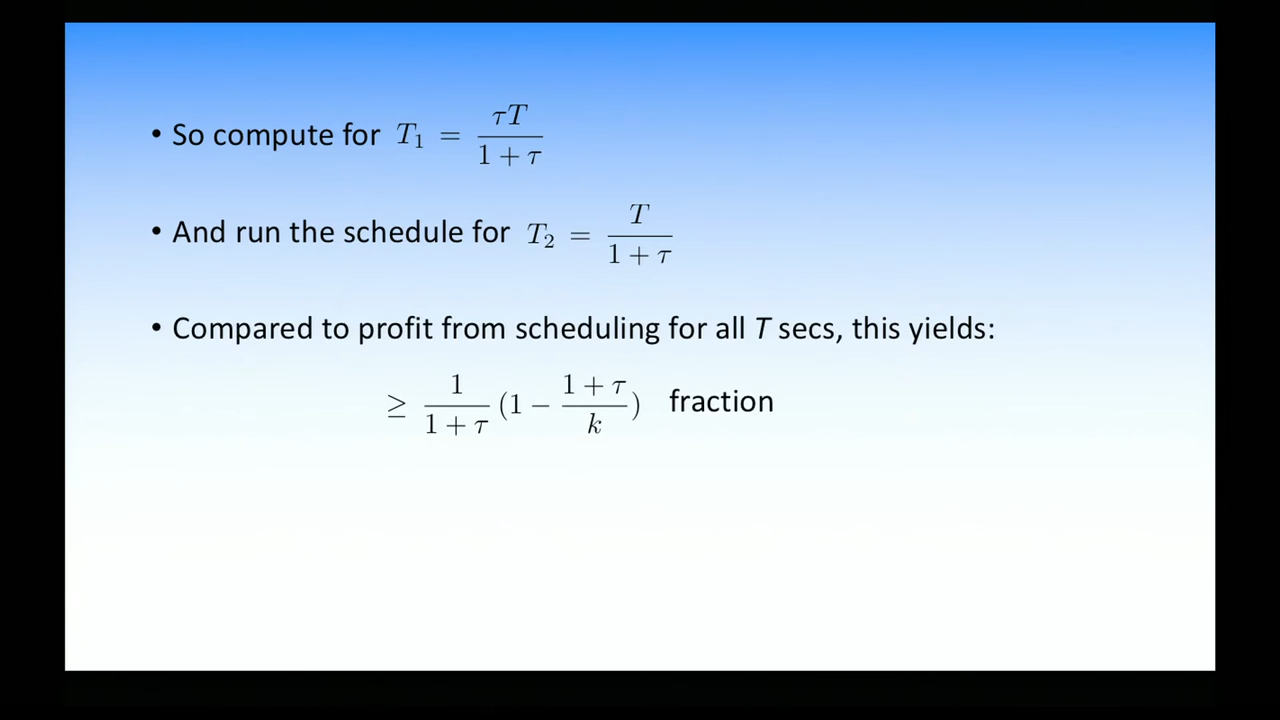 • So compute for T₁ = τT / (1 + τ)
• And run the schedule for T₂ = T / (1 + τ)
• Compared to profit from scheduling for all T secs, this yields:
≥ 1 / (1 + τ) (1 − (1 + τ) / k) fraction